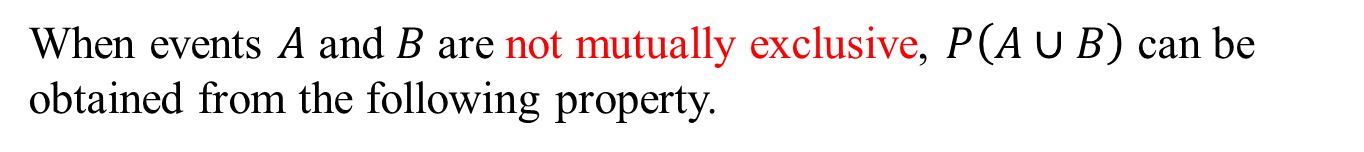 When events A and B are not mutually exclusive, P(A ∪ B) can be
obtained from the following property.